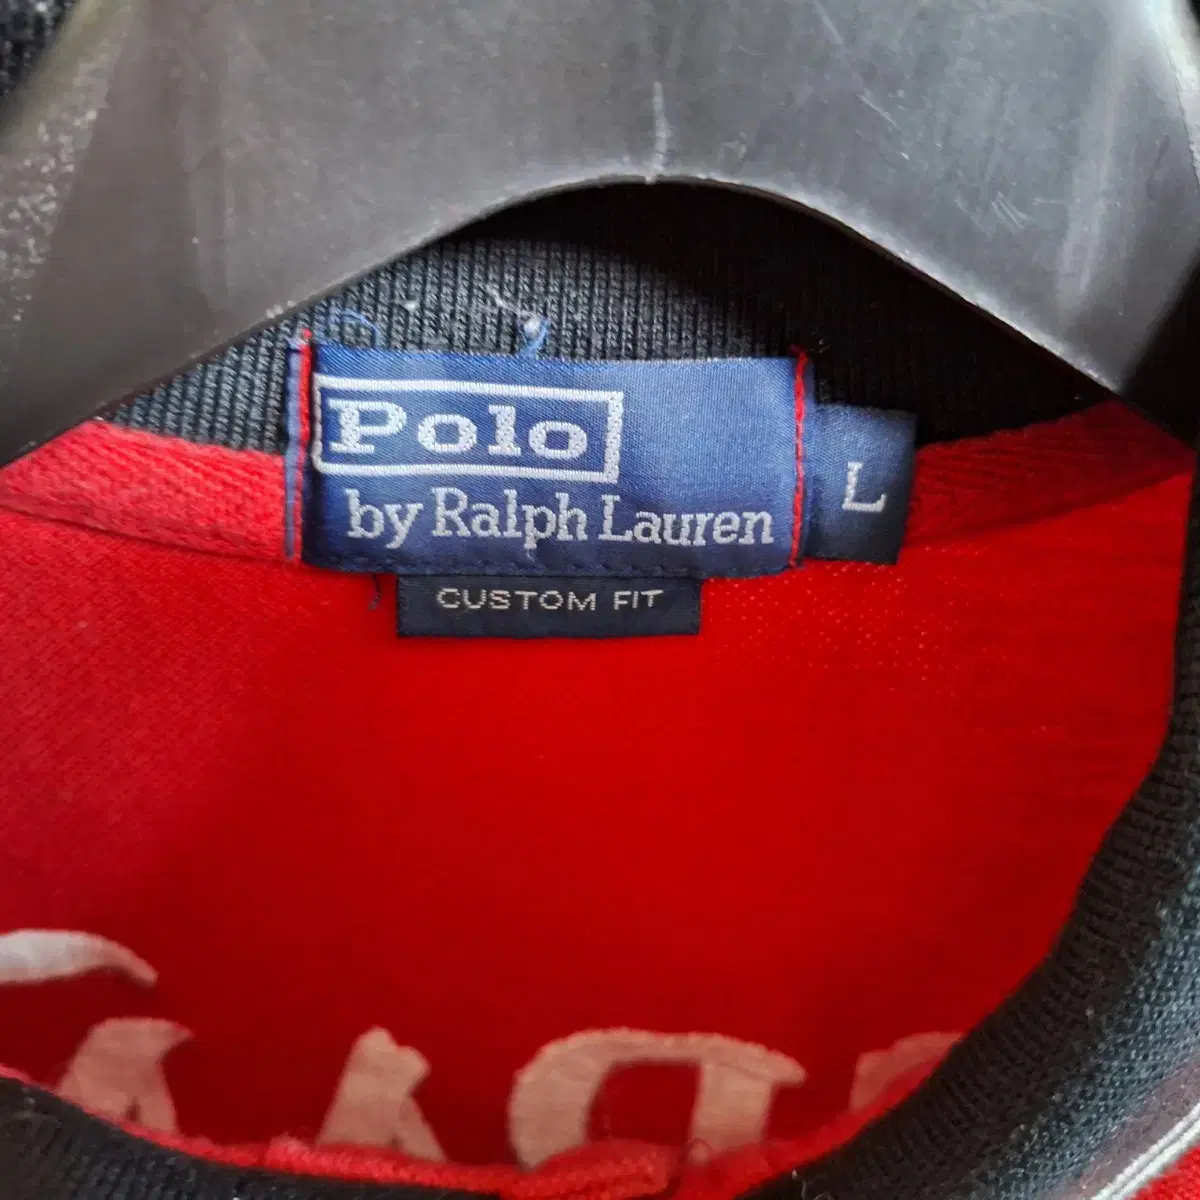 Polo
by Ralph Lauren
L
CUSTOM FIT